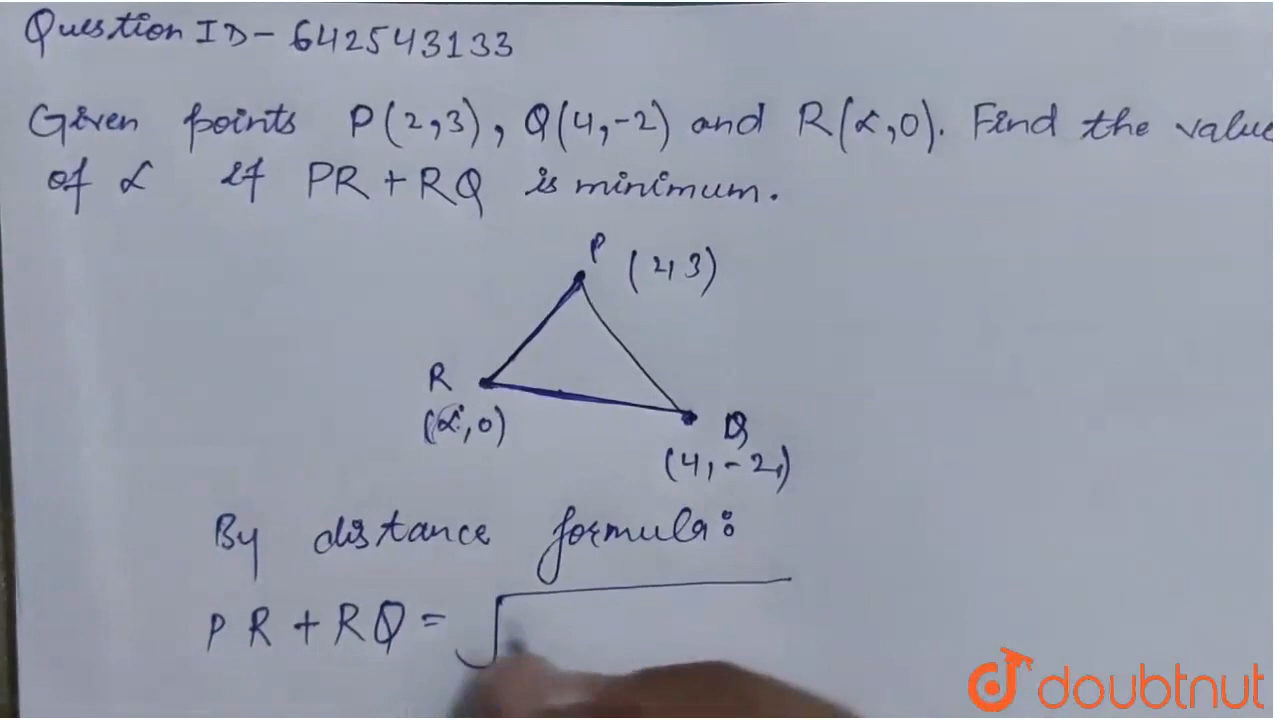 Question ID - 642543133
Given points P(2,3), Q(4,-2) and R(α,0). Find the value
of α if PR + RQ is minimum.
P (2,3)
R
(α,0)
Q
(4,-2)
By distance formula:
PR + RQ = √
doubtnut